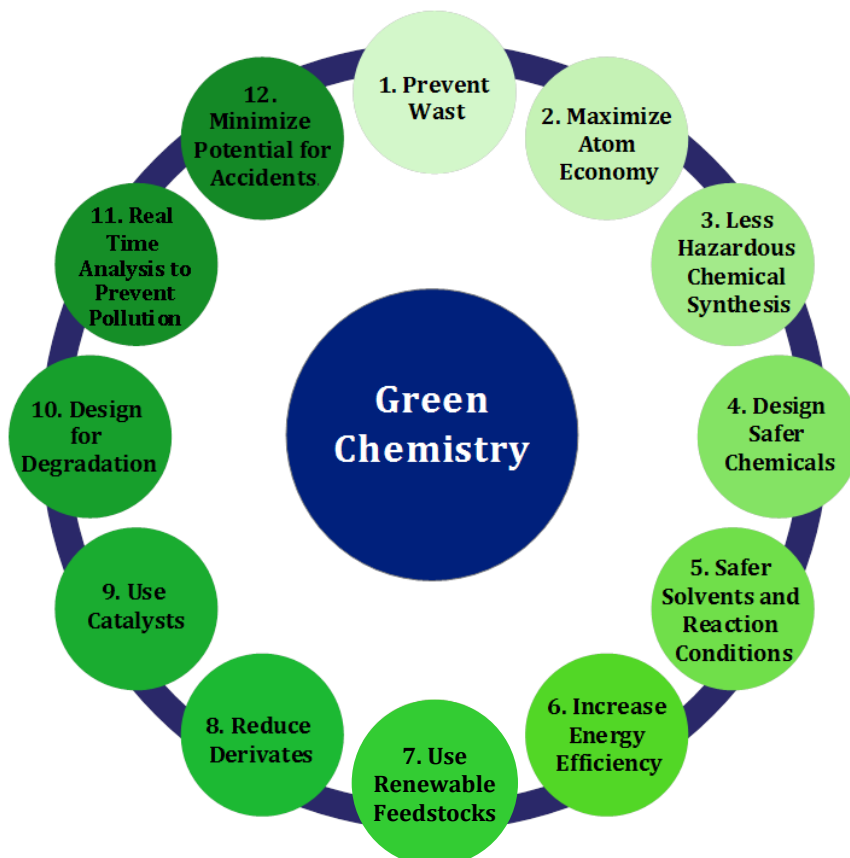 1. Prevent
Wast
2. Maximize
Atom
Economy
3. Less
Hazardous
Chemical
Synthesis
4. Design
Safer
Chemicals
5. Safer
Solvents and
Reaction
Conditions
6. Increase
Energy
Efficiency
7. Use
Renewable
Feedstocks
8. Reduce
Derivates
9. Use
Catalysts
10. Design
for
Degradation
11. Real
Time
Analysis to
Prevent
Pollution
12.
Minimize
Potential for
Accidents.
Green
Chemistry